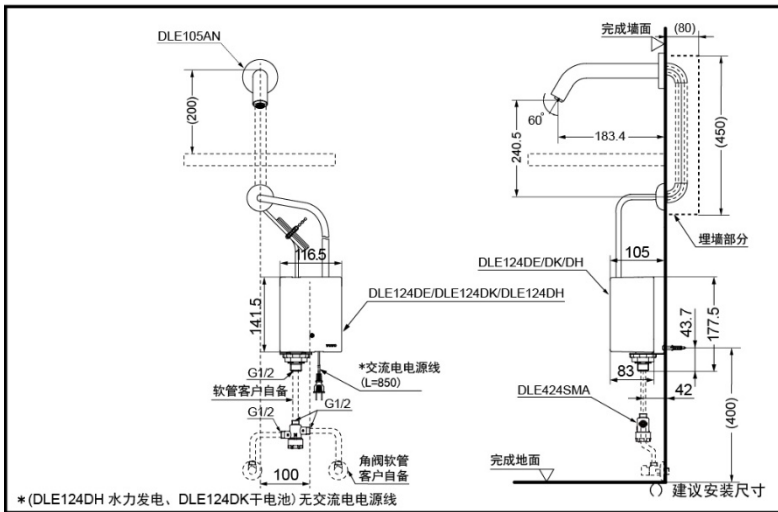 DLE105AN
(200)
116.5
141.5
DLE124DE/DLE124DK/DLE124DH
G1/2
*交流电电源线
(L=850)
软管客户自备
G1/2
G1/2
角阀软管
客户自备
100
*(DLE124DH 水力发电、DLE124DK干电池)无交流电电源线
完成墙面
(80)
60°
183.4
240.5
(450)
埋墙部分
105
DLE124DE/DK/DH
43.7
177.5
83
42
DLE424SMA
(400)
完成地面
() 建议安装尺寸